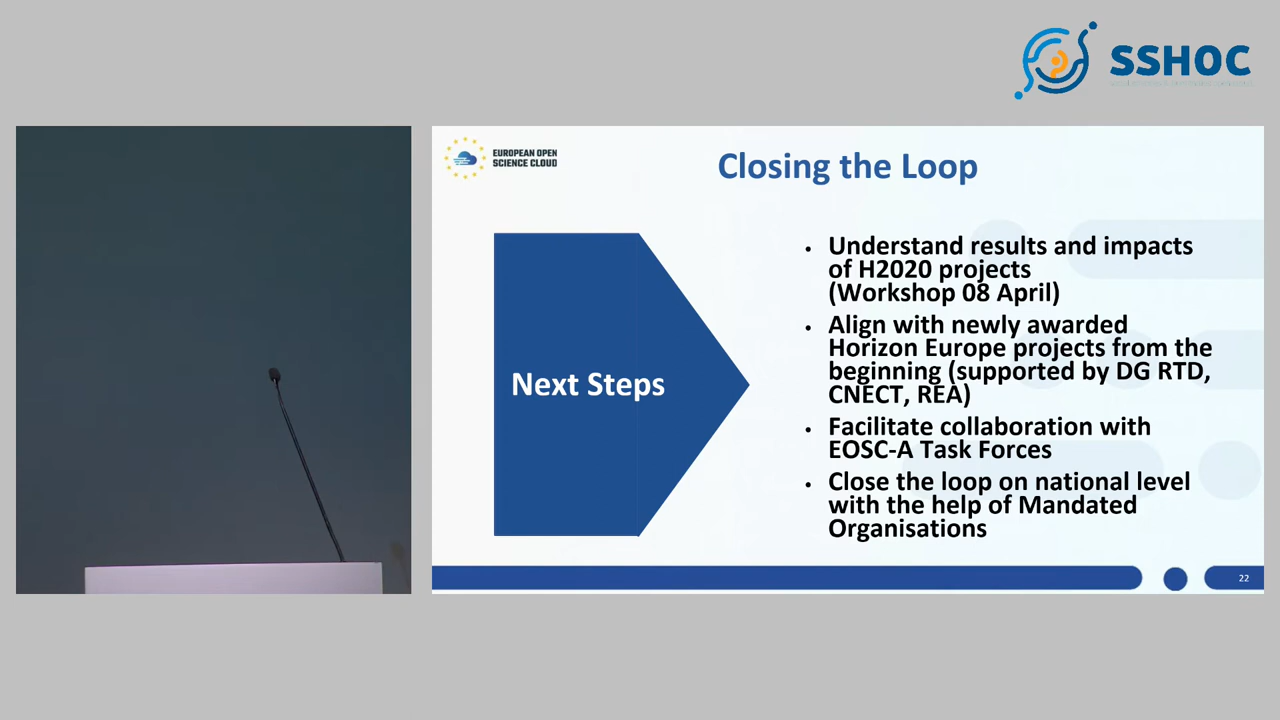 SSHOC
EUROPEAN OPEN
SCIENCE CLOUD
Closing the Loop
Next Steps
• Understand results and impacts
of H2020 projects
(Workshop 08 April)
• Align with newly awarded
Horizon Europe projects from the
beginning (supported by DG RTD,
CNECT, REA)
• Facilitate collaboration with
EOSC-A Task Forces
• Close the loop on national level
with the help of Mandated
Organisations
22